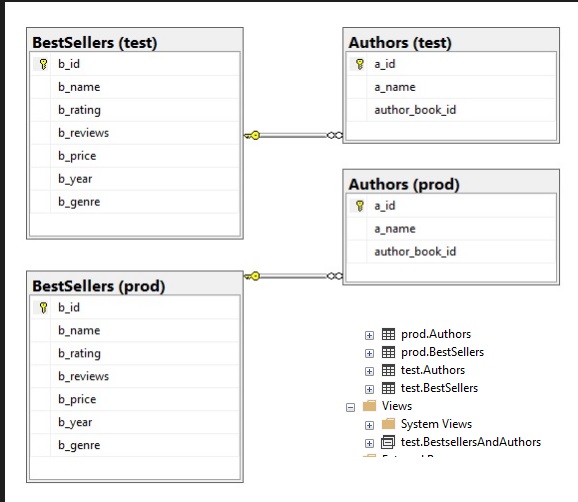 BestSellers (test)
b_id
b_name
b_rating
b_reviews
b_price
b_year
b_genre
Authors (test)
a_id
a_name
author_book_id
Authors (prod)
a_id
a_name
author_book_id
BestSellers (prod)
b_id
b_name
b_rating
b_reviews
b_price
b_year
b_genre
prod.Authors
prod.BestSellers
test.Authors
test.BestSellers
Views
System Views
test.BestsellersAndAuthors